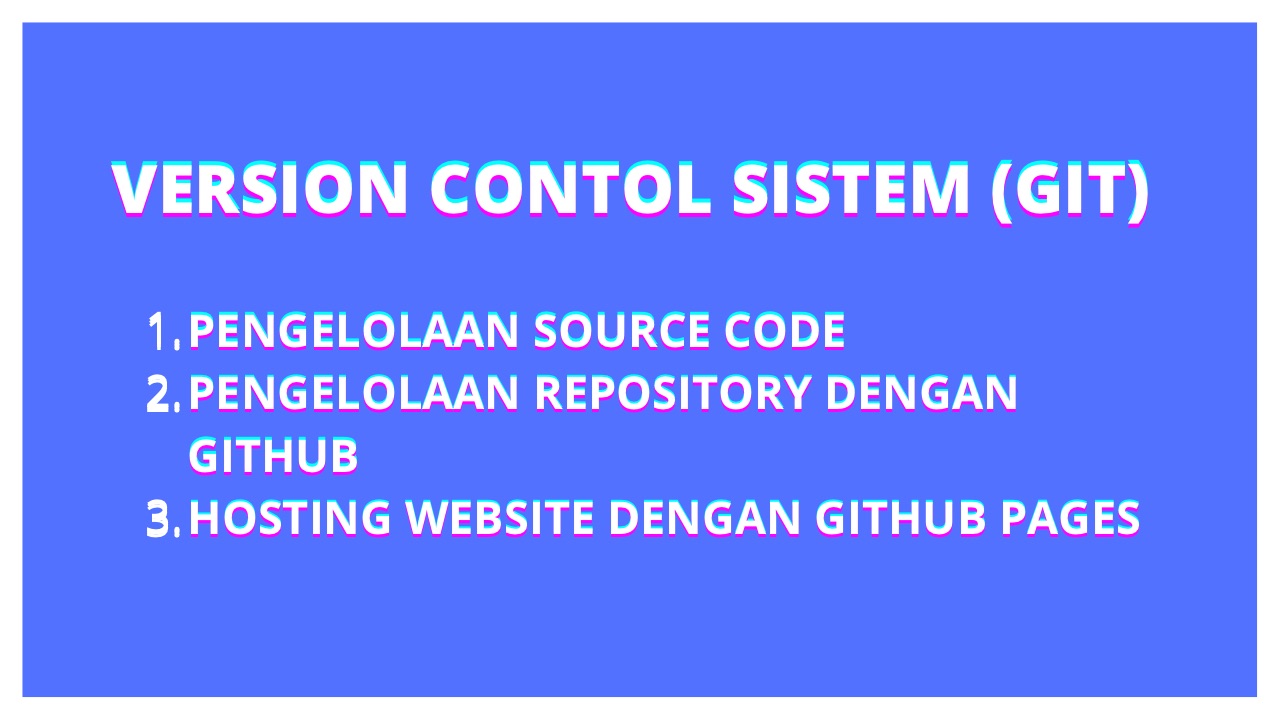 VERSION CONTOL SISTEM (GIT)
1. PENGELOLAAN SOURCE CODE
2. PENGELOLAAN REPOSITORY DENGAN
GITHUB
3. HOSTING WEBSITE DENGAN GITHUB PAGES